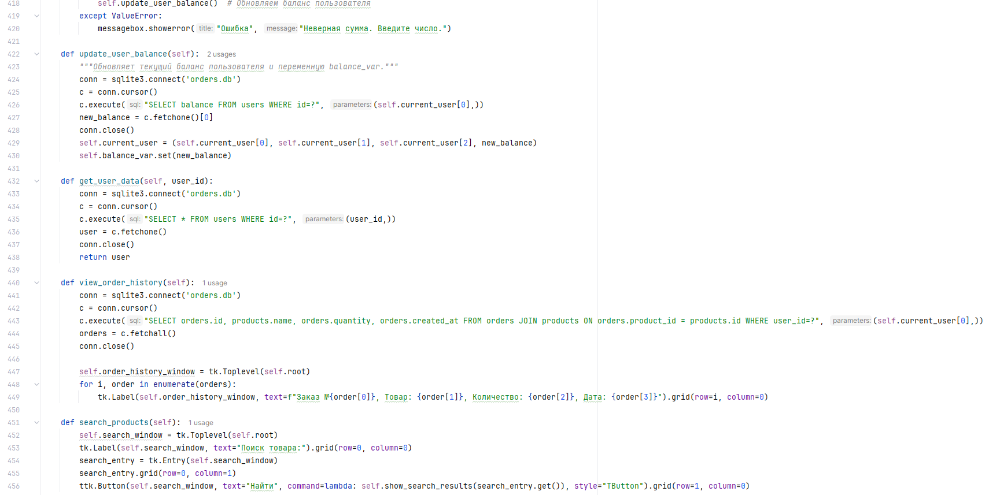 418 self.update_user_balance() # Обновляем баланс пользователя
419 except ValueError:
420 messagebox.showerror( title: "Ошибка", message: "Неверная сумма. Введите число.")
421
422 def update_user_balance(self): 2 usages
423 """Обновляет текущий баланс пользователя и переменную balance_var."""
424 conn = sqlite3.connect('orders.db')
425 c = conn.cursor()
426 c.execute( sql: "SELECT balance FROM users WHERE id=?", parameters: (self.current_user[0],))
427 new_balance = c.fetchone()[0]
428 conn.close()
429 self.current_user = (self.current_user[0], self.current_user[1], self.current_user[2], new_balance)
430 self.balance_var.set(new_balance)
431
432 def get_user_data(self, user_id):
433 conn = sqlite3.connect('orders.db')
434 c = conn.cursor()
435 c.execute( sql: "SELECT * FROM users WHERE id=?", parameters: (user_id,))
436 user = c.fetchone()
437 conn.close()
438 return user
439
440 def view_order_history(self): 1 usage
441 conn = sqlite3.connect('orders.db')
442 c = conn.cursor()
443 c.execute( sql: "SELECT orders.id, products.name, orders.quantity, orders.created_at FROM orders JOIN products ON orders.product_id = products.id WHERE user_id=?", parameters: (self.current_user[0],))
444 orders = c.fetchall()
445 conn.close()
446
447 self.order_history_window = tk.Toplevel(self.root)
448 for i, order in enumerate(orders):
449 tk.Label(self.order_history_window, text=f"Заказ №{order[0]}, Товар: {order[1]}, Количество: {order[2]}, Дата: {order[3]}").grid(row=i, column=0)
450
451 def search_products(self): 1 usage
452 self.search_window = tk.Toplevel(self.root)
453 tk.Label(self.search_window, text="Поиск товара:").grid(row=0, column=0)
454 search_entry = tk.Entry(self.search_window)
455 search_entry.grid(row=0, column=1)
456 ttk.Button(self.search_window, text="Найти", command=lambda: self.show_search_results(search_entry.get()), style="TButton").grid(row=1, column=0)